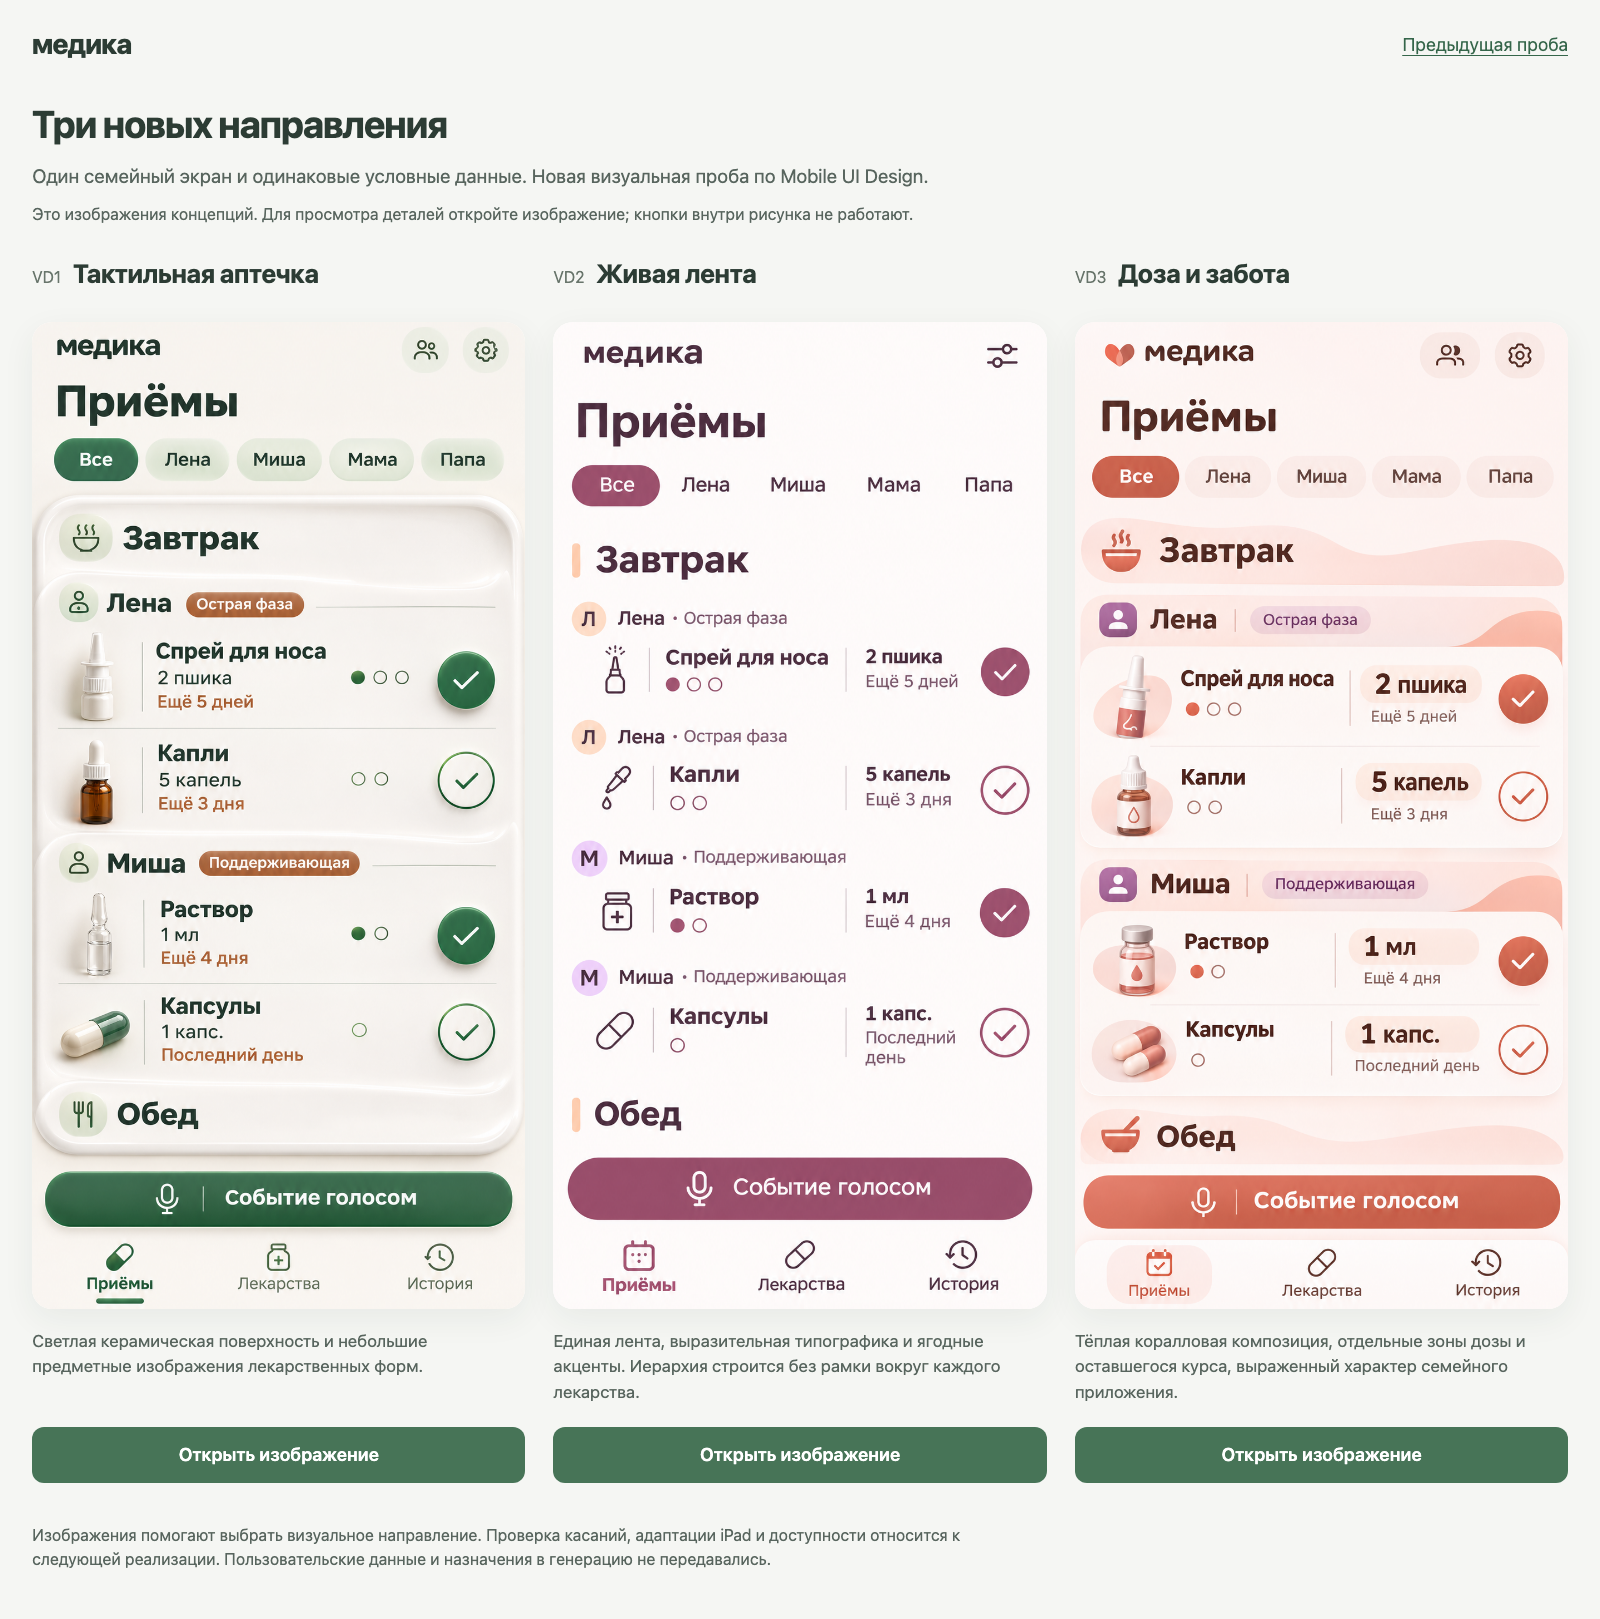 медика
Предыдущая проба
Три новых направления
Один семейный экран и одинаковые условные данные. Новая визуальная проба по Mobile UI Design.
Это изображения концепций. Для просмотра деталей откройте изображение; кнопки внутри рисунка не работают.
VD1 Тактильная аптечка
медика
Приёмы
Все Лена Миша Мама Папа
Завтрак
Лена Острая фаза
Спрей для носа
2 пшика
Ещё 5 дней
Капли
5 капель
Ещё 3 дня
Миша Поддерживающая
Раствор
1 мл
Ещё 4 дня
Капсулы
1 капс.
Последний день
Обед
Событие голосом
Приёмы Лекарства История
Светлая керамическая поверхность и небольшие
предметные изображения лекарственных форм.
Открыть изображение
VD2 Живая лента
медика
Приёмы
Все Лена Миша Мама Папа
Завтрак
Л Лена • Острая фаза
Спрей для носа 2 пшика
Ещё 5 дней
Л Лена • Острая фаза
Капли 5 капель
Ещё 3 дня
М Миша • Поддерживающая
Раствор 1 мл
Ещё 4 дня
М Миша • Поддерживающая
Капсулы 1 капс.
Последний
день
Обед
Событие голосом
Приёмы Лекарства История
Единая лента, выразительная типографика и ягодные
акценты. Иерархия строится без рамки вокруг каждого
лекарства.
Открыть изображение
VD3 Доза и забота
медика
Приёмы
Все Лена Миша Мама Папа
Завтрак
Лена Острая фаза
Спрей для носа 2 пшика
Ещё 5 дней
Капли 5 капель
Ещё 3 дня
Миша Поддерживающая
Раствор 1 мл
Ещё 4 дня
Капсулы 1 капс.
Последний день
Обед
Событие голосом
Приёмы Лекарства История
Тёплая коралловая композиция, отдельные зоны дозы и
оставшегося курса, выраженный характер семейного
приложения.
Открыть изображение
Изображения помогают выбрать визуальное направление. Проверка касаний, адаптации iPad и доступности относится к
следующей реализации. Пользовательские данные и назначения в генерацию не передавались.